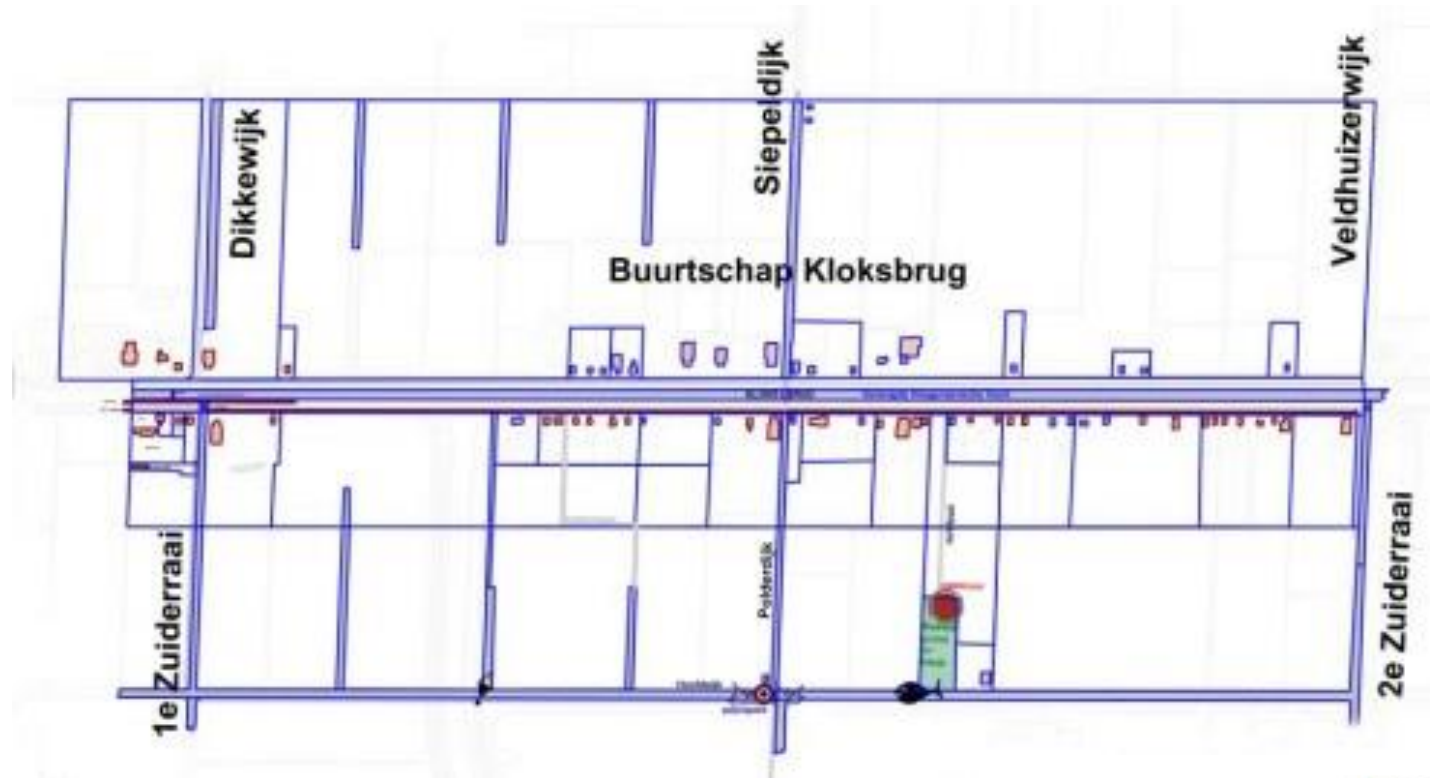 Dikkewijk
Siepeldijk
Veldhuizerwijk
Buurtschap Kloksbrug
1e Zuiderraai
Polderdijk
2e Zuiderraai